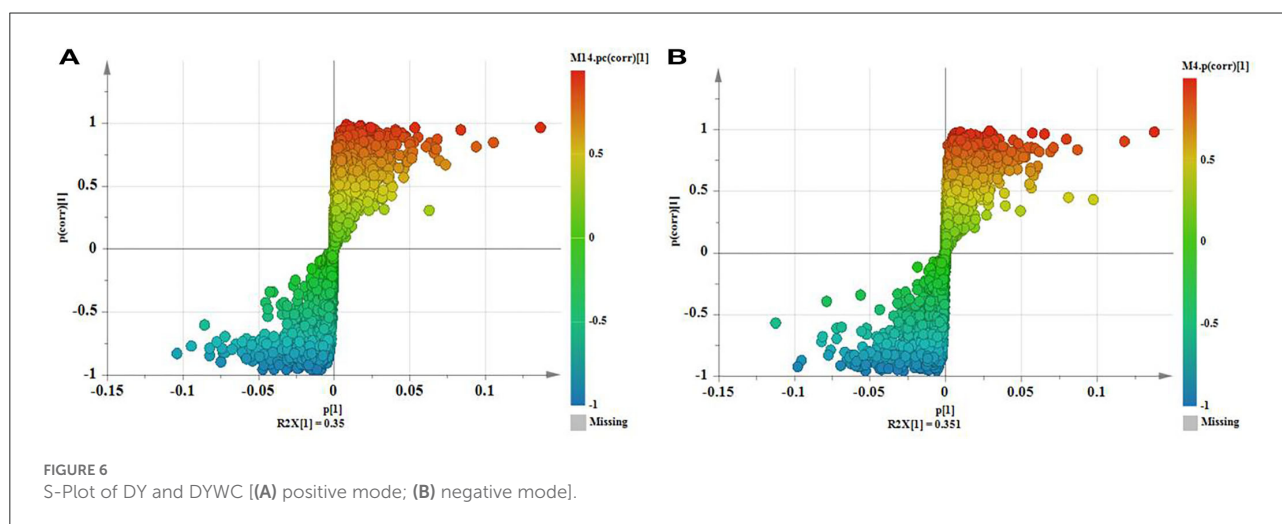 A
M14.pc(corr)[1]
1
0.5
0
-0.5
-1
p(corr)[1]
-0.15
-0.1
-0.05
0
0.05
0.1
p[1]
R2X[1] = 0.35
0.5
0
-0.5
-1
Missing
B
M4.p(corr)[1]
1
0.5
0
-0.5
-1
p(corr)[1]
-0.15
-0.1
-0.05
0
0.05
0.1
p[1]
R2X[1] = 0.351
0.5
0
-0.5
-1
Missing
FIGURE 6
S-Plot of DY and DYWC [(A) positive mode; (B) negative mode].